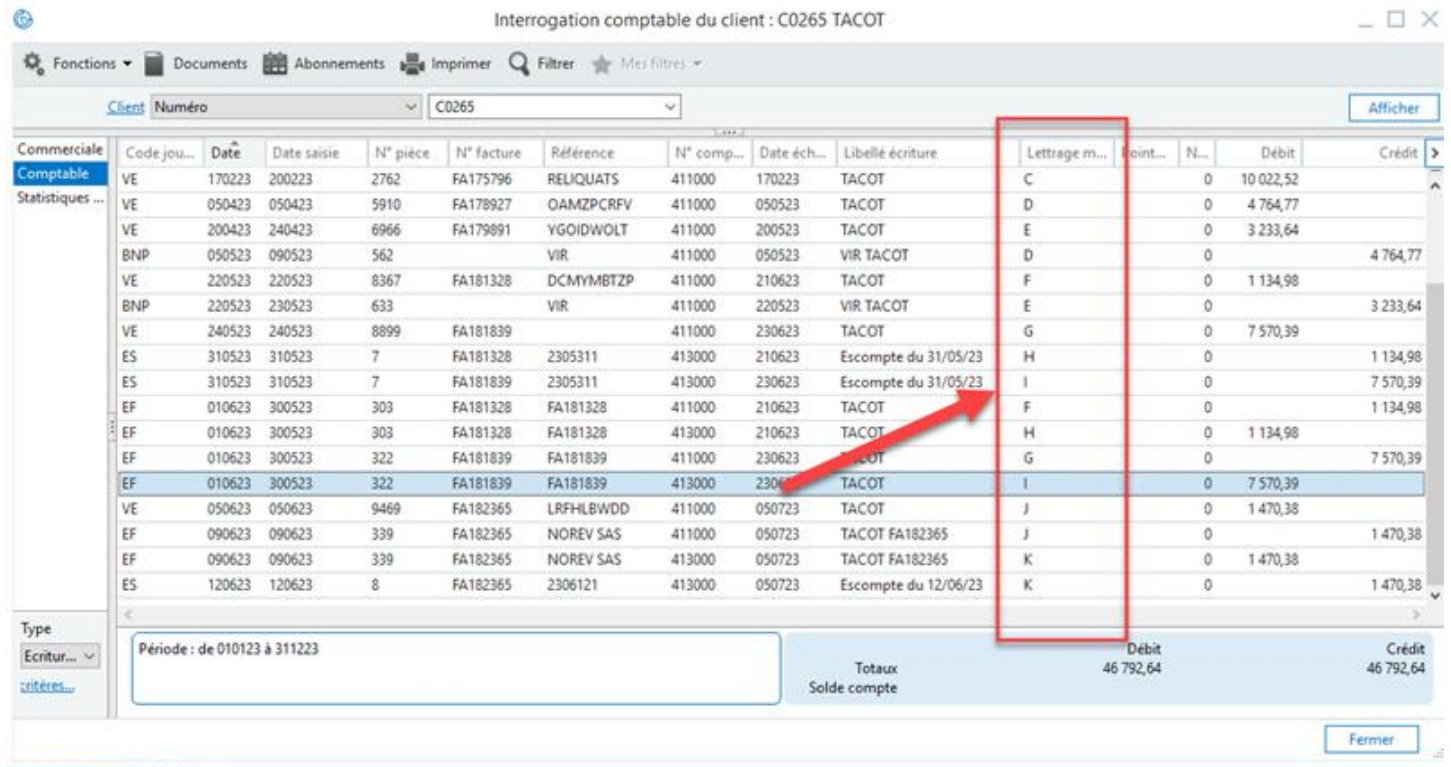 Interrogation comptable du client : C0265 TACOT
Fonctions Documents Abonnements Imprimer Filtrer Mes filtres
Client Numéro C0265 Afficher
Commerciale
Comptable
Statistiques ...
Code jou... Date Date saisie N° pièce N° facture Référence N° comp... Date éch... Libellé écriture Lettrage m... Point... N... Débit Crédit
VE 170223 200223 2762 FA175796 RELIQUATS 411000 170223 TACOT C 0 10 022,52
VE 050423 050423 5910 FA178927 OAMZPCRFV 411000 050523 TACOT D 0 4 764,77
VE 200423 240423 6966 FA179891 YGOIDWOLT 411000 200523 TACOT E 0 3 233,64
BNP 050523 090523 562 VIR 411000 050523 VIR TACOT D 0 4 764,77
VE 220523 220523 8367 FA181328 DCMYMBTZP 411000 210623 TACOT F 0 1 134,98
BNP 220523 230523 633 VIR 411000 220523 VIR TACOT E 0 3 233,64
VE 240523 240523 8899 FA181839 411000 230623 TACOT G 0 7 570,39
ES 310523 310523 7 FA181328 2305311 413000 210623 Escompte du 31/05/23 H 0 1 134,98
ES 310523 310523 7 FA181839 2305311 413000 230623 Escompte du 31/05/23 I 0 7 570,39
EF 010623 300523 303 FA181328 FA181328 411000 210623 TACOT F 0 1 134,98
EF 010623 300523 303 FA181328 FA181328 413000 210623 TACOT H 0 1 134,98
EF 010623 300523 322 FA181839 FA181839 411000 230623 TACOT G 0 7 570,39
EF 010623 300523 322 FA181839 FA181839 413000 TACOT I 0 7 570,39
VE 050623 050623 9469 FA182365 LRFHLBWDD 411000 050723 TACOT J 0 1 470,38
EF 090623 090623 339 FA182365 NOREV SAS 411000 050723 TACOT FA182365 J 0 1 470,38
EF 090623 090623 339 FA182365 NOREV SAS 413000 050723 TACOT FA182365 K 0 1 470,38
ES 120623 120623 8 FA182365 2306121 413000 050723 Escompte du 12/06/23 K 0 1 470,38
Type
Ecritur...
critères...
Période : de 010123 à 311223
Débit Crédit
Totaux 46 792,64 46 792,64
Solde compte
Fermer